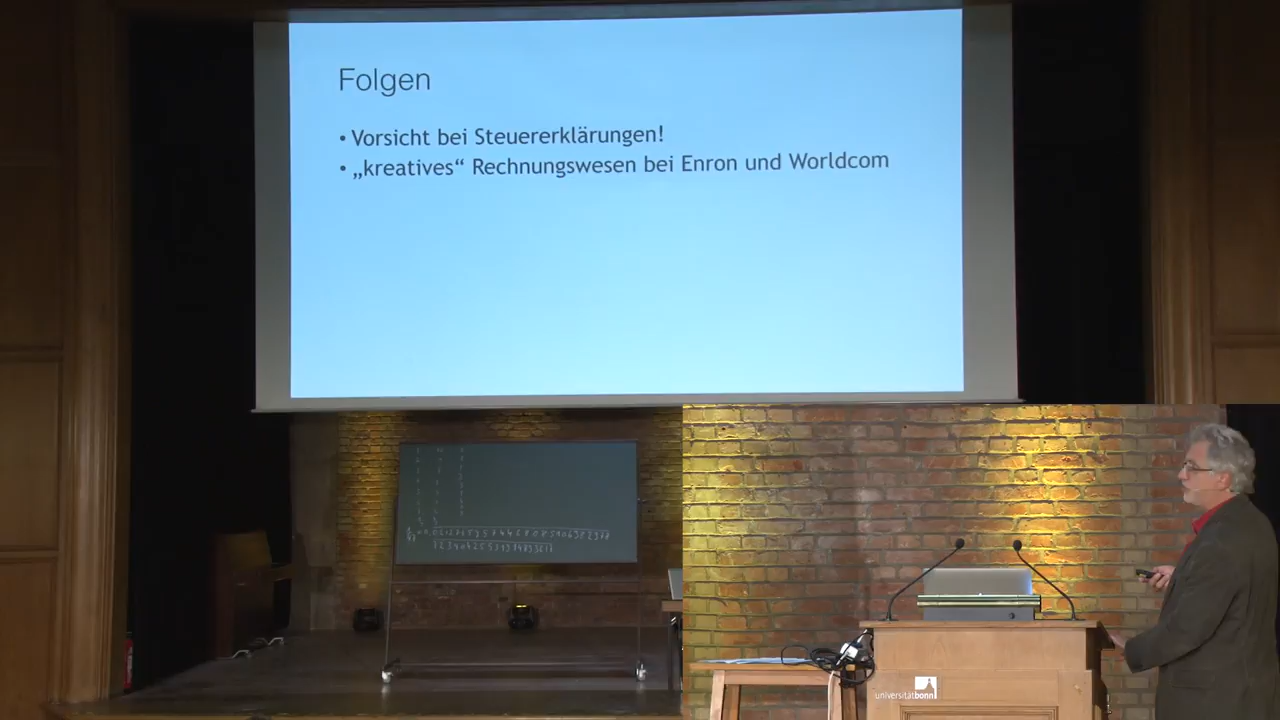 Folgen
• Vorsicht bei Steuererklärungen!
• „kreatives“ Rechnungswesen bei Enron und Worldcom
universitätbonn